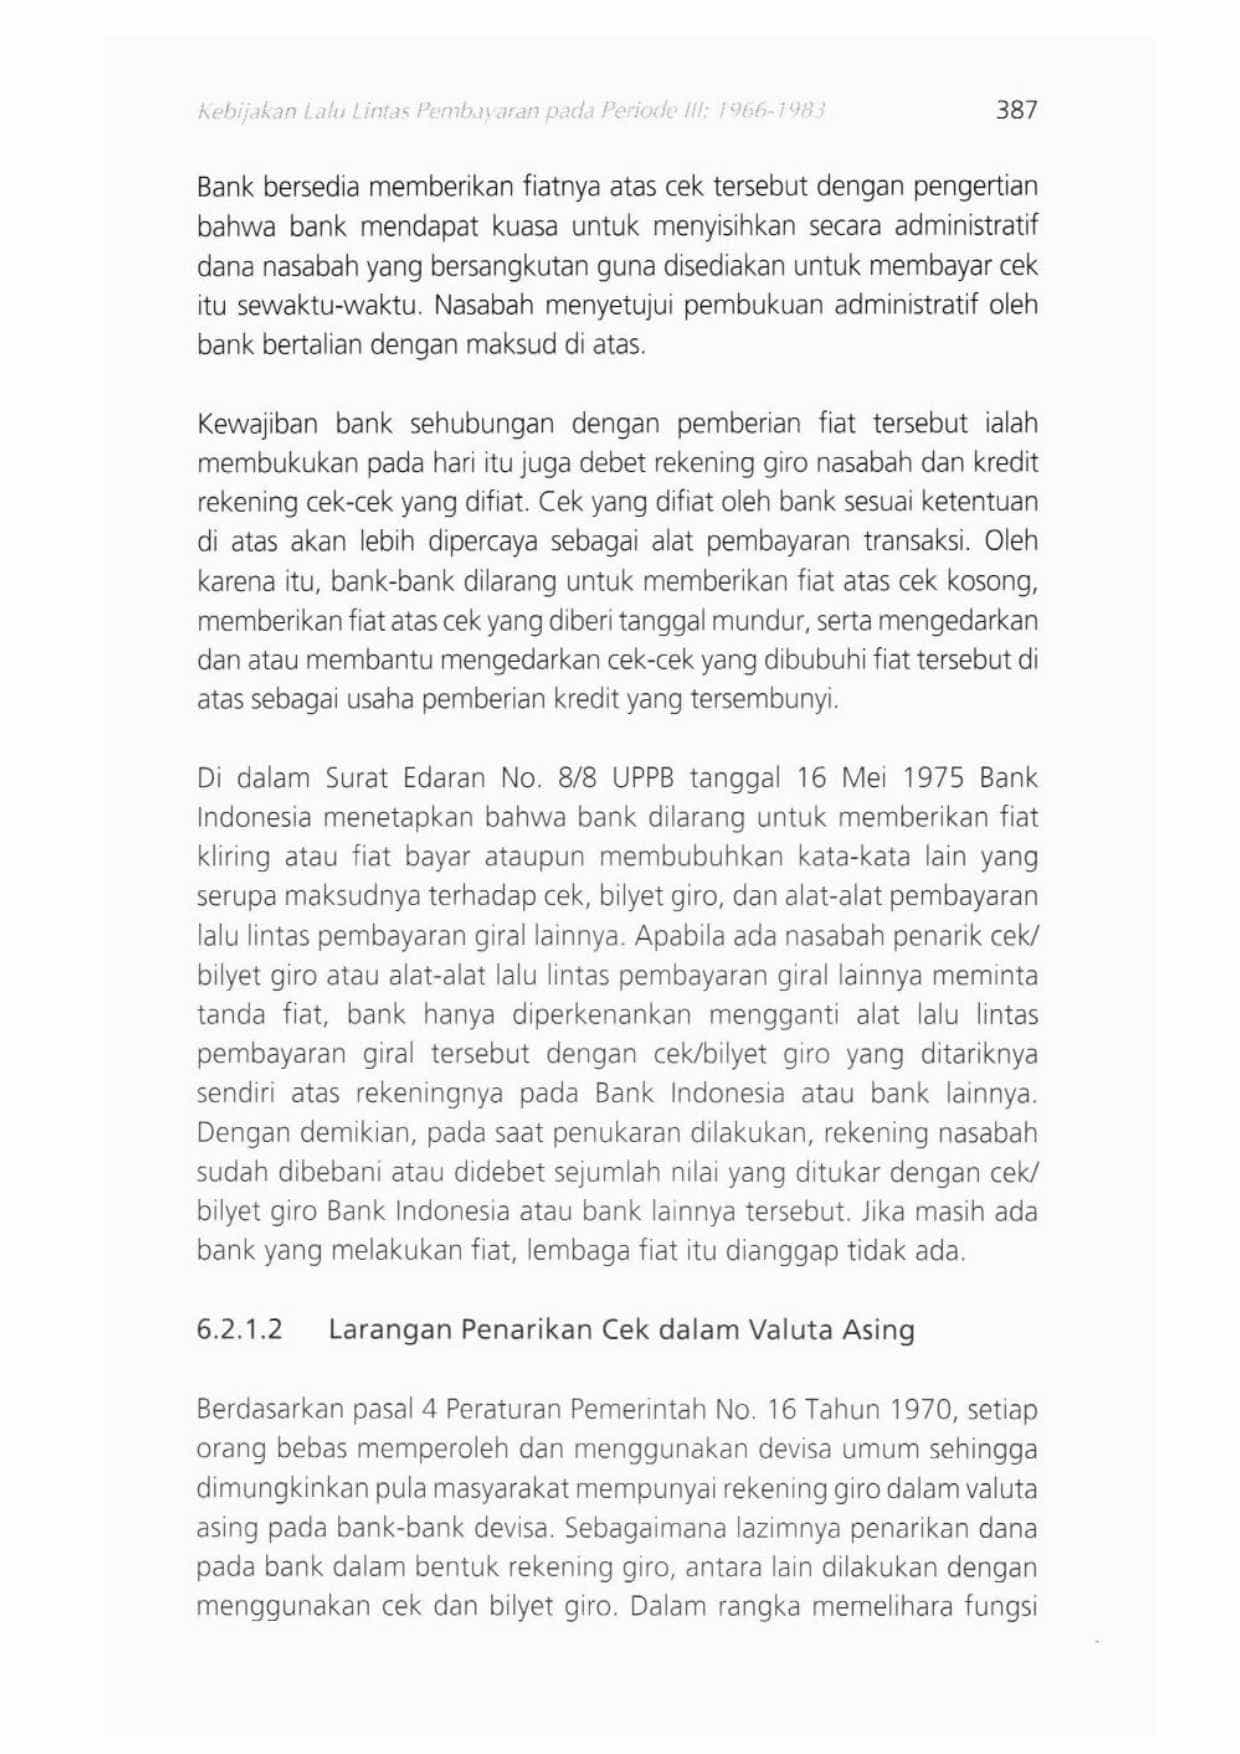 Kebijakan Lalu Lintas Pembayaran pada Periode III: 1966-1983 387
Bank bersedia memberikan fiatnya atas cek tersebut dengan pengertian
bahwa bank mendapat kuasa untuk menyisihkan secara administratif
dana nasabah yang bersangkutan guna disediakan untuk membayar cek
itu sewaktu-waktu. Nasabah menyetujui pembukuan administratif oleh
bank bertalian dengan maksud di atas.
Kewajiban bank sehubungan dengan pemberian fiat tersebut ialah
membukukan pada hari itu juga debet rekening giro nasabah dan kredit
rekening cek-cek yang difiat. Cek yang difiat oleh bank sesuai ketentuan
di atas akan lebih dipercaya sebagai alat pembayaran transaksi. Oleh
karena itu, bank-bank dilarang untuk memberikan fiat atas cek kosong,
memberikan fiat atas cek yang diberi tanggal mundur, serta mengedarkan
dan atau membantu mengedarkan cek-cek yang dibubuhi fiat tersebut di
atas sebagai usaha pemberian kredit yang tersembunyi.
Di dalam Surat Edaran No. 8/8 UPPB tanggal 16 Mei 1975 Bank
Indonesia menetapkan bahwa bank dilarang untuk memberikan fiat
kliring atau fiat bayar ataupun membubuhkan kata-kata lain yang
serupa maksudnya terhadap cek, bilyet giro, dan alat-alat pembayaran
lalu lintas pembayaran giral lainnya. Apabila ada nasabah penarik cek/
bilyet giro atau alat-alat lalu lintas pembayaran giral lainnya meminta
tanda fiat, bank hanya diperkenankan mengganti alat lalu lintas
pembayaran giral tersebut dengan cek/bilyet giro yang ditariknya
sendiri atas rekeningnya pada Bank Indonesia atau bank lainnya.
Dengan demikian, pada saat penukaran dilakukan, rekening nasabah
sudah dibebani atau didebet sejumlah nilai yang ditukar dengan cek/
bilyet giro Bank Indonesia atau bank lainnya tersebut. Jika masih ada
bank yang melakukan fiat, lembaga fiat itu dianggap tidak ada.
6.2.1.2 Larangan Penarikan Cek dalam Valuta Asing
Berdasarkan pasal 4 Peraturan Pemerintah No. 16 Tahun 1970, setiap
orang bebas memperoleh dan menggunakan devisa umum sehingga
dimungkinkan pula masyarakat mempunyai rekening giro dalam valuta
asing pada bank-bank devisa. Sebagaimana lazimnya penarikan dana
pada bank dalam bentuk rekening giro, antara lain dilakukan dengan
menggunakan cek dan bilyet giro. Dalam rangka memelihara fungsi